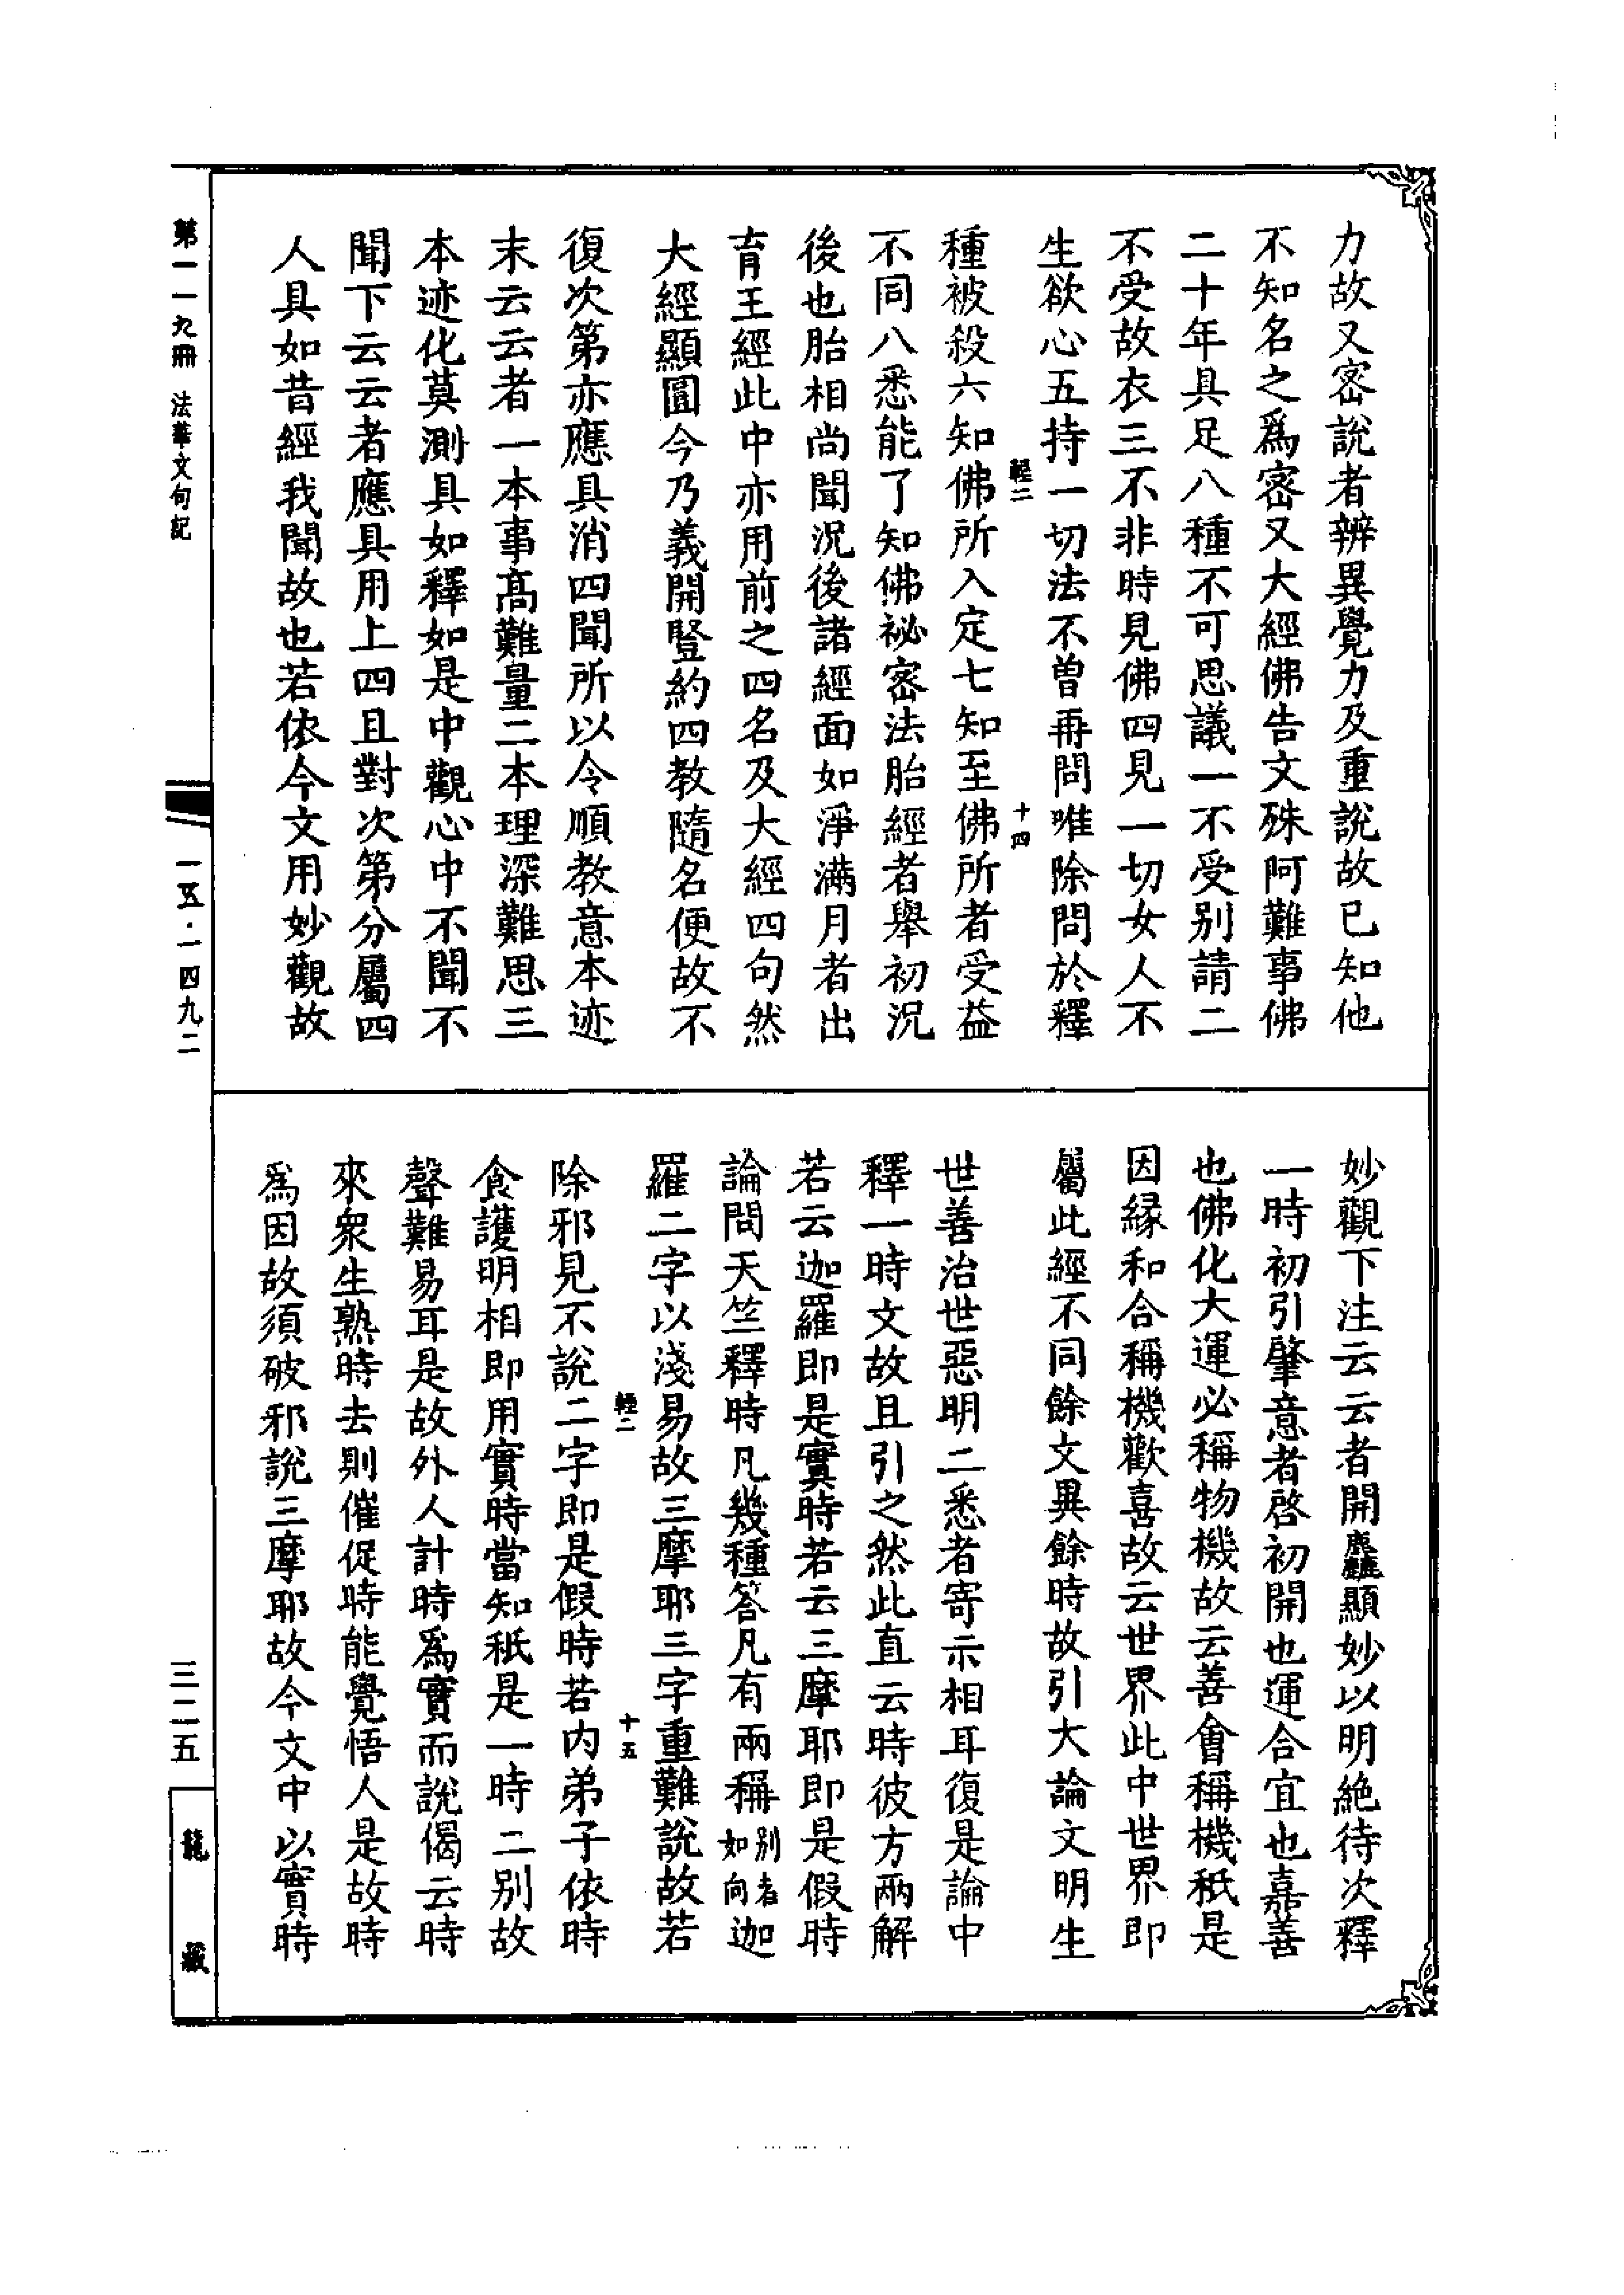 力故又密說者辨異覺力及重說故已知他
不知名之爲密又大經佛告文殊阿難事佛
二十年具足八種不可思議一不受別請二
不受故衣三不非時見佛四見一切女人不
生欲心五持一切法不曾再問唯除問於釋
輕二
十四
種被殺六知佛所入定七知至佛所者受益
不同八悉能了知佛祕密法胎經者舉初況
後也胎相尚聞況後諸經面如淨滿月者出
育王經此中亦用前之四名及大經四句然
大經顯圓今乃義開豎約四教隨名便故不
復次第亦應具消四聞所以令順教意本迹
末云云者一本事高難量二本理深難思三
本迹化莫測具如釋如是中觀心中不聞不
聞下云云者應具用上四且對次第分屬四
人具如昔經我聞故也若依今文用妙觀故
妙觀下注云云者開麤顯妙以明絶待次釋
一時初引肇意者啓初開也運合宜也嘉善
也佛化大運必稱物機故云善會稱機秖是
因緣和合稱機歡喜故云世界此中世界即
屬此經不同餘文異餘時故引大論文明生
世善治世惡明二悉者寄示相耳復是論中
釋一時文故且引之然此直云時彼方兩解
若云迦羅即是實時若云三摩耶即是假時
論問天竺釋時凡幾種答凡有兩稱別者如向迦
羅二字以淺易故三摩耶三字重難說故若
輕二
十五
除邪見不說二字即是假時若内弟子依時
食護明相即用實時當知秖是一時二別故
聲難易耳是故外人計時爲實而說偈云時
來衆生熟時去則催促時能覺悟人是故時
爲因故須破邪說三摩耶故今文中以實時
第一一九冊 法華文句記
一五·一四九二
三二五
龍藏